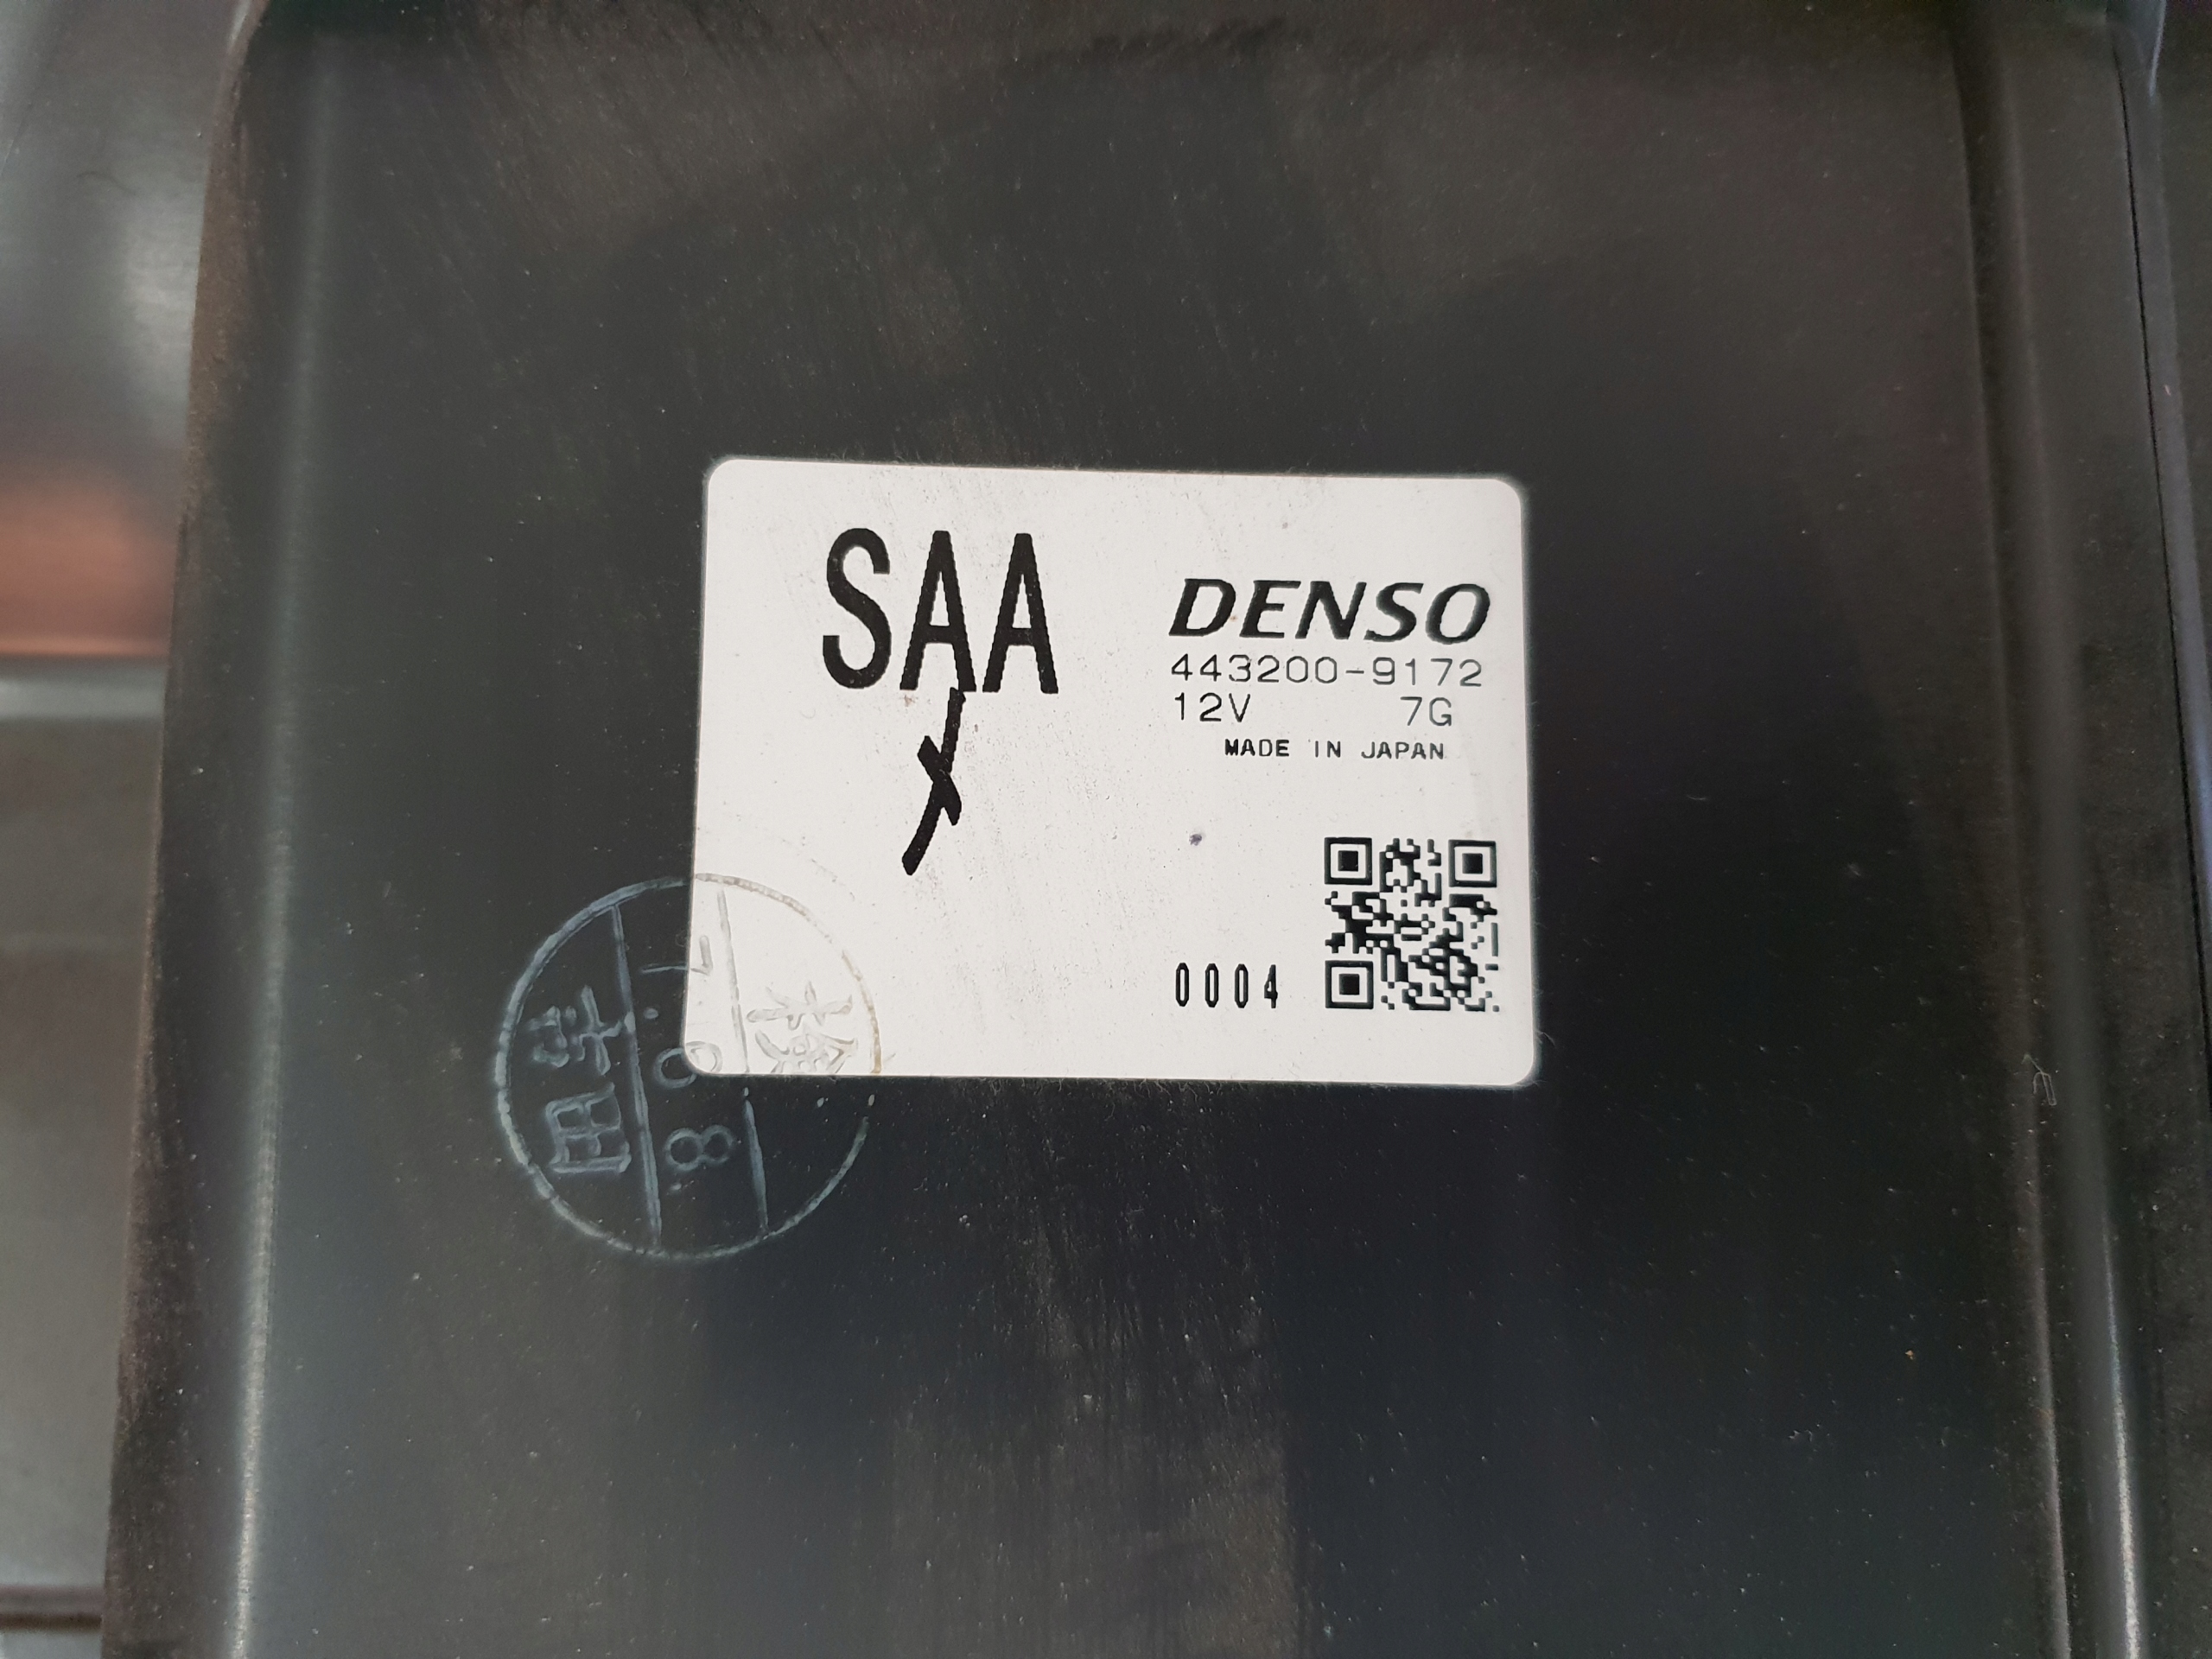 SAA
DENSO
443200-9172
12V 7G
MADE IN JAPAN
0004